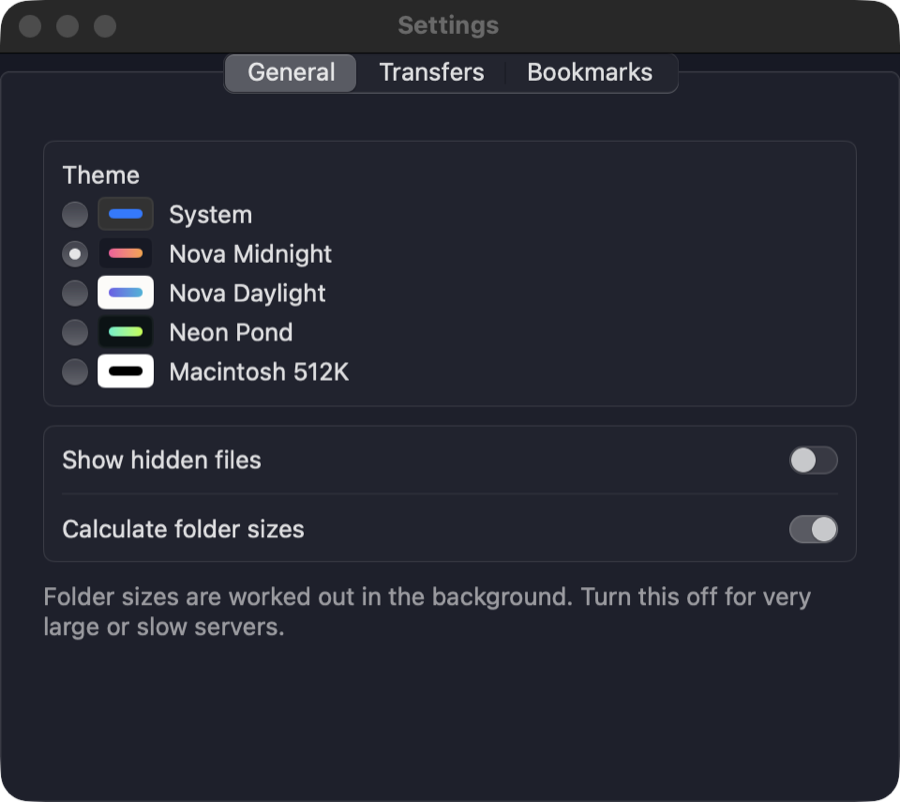 Settings
General
Transfers
Bookmarks
Theme
System
Nova Midnight
Nova Daylight
Neon Pond
Macintosh 512K
Show hidden files
Calculate folder sizes
Folder sizes are worked out in the background. Turn this off for very
large or slow servers.